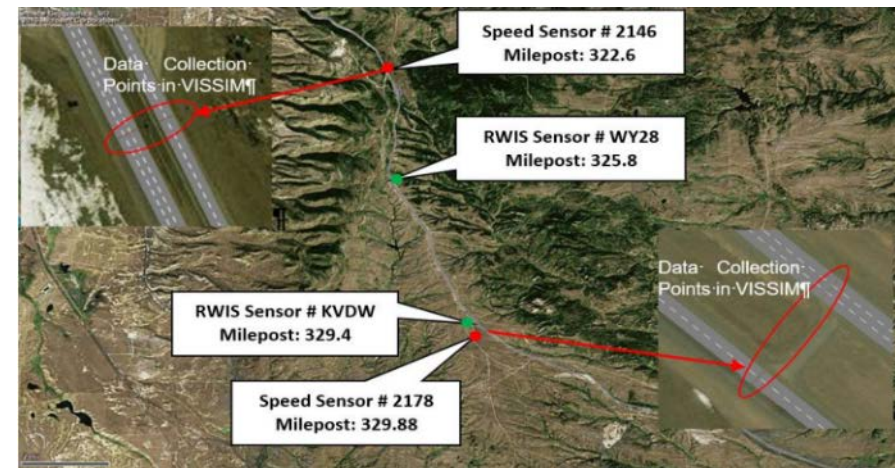 Speed Sensor # 2146
Milepost: 322.6
Data· Collection·
Points·in·VISSIM¶
RWIS Sensor # WY28
Milepost: 325.8
Data· Collection·
Points·in·VISSIM¶
RWIS Sensor # KVDW
Milepost: 329.4
Speed Sensor # 2178
Milepost: 329.88